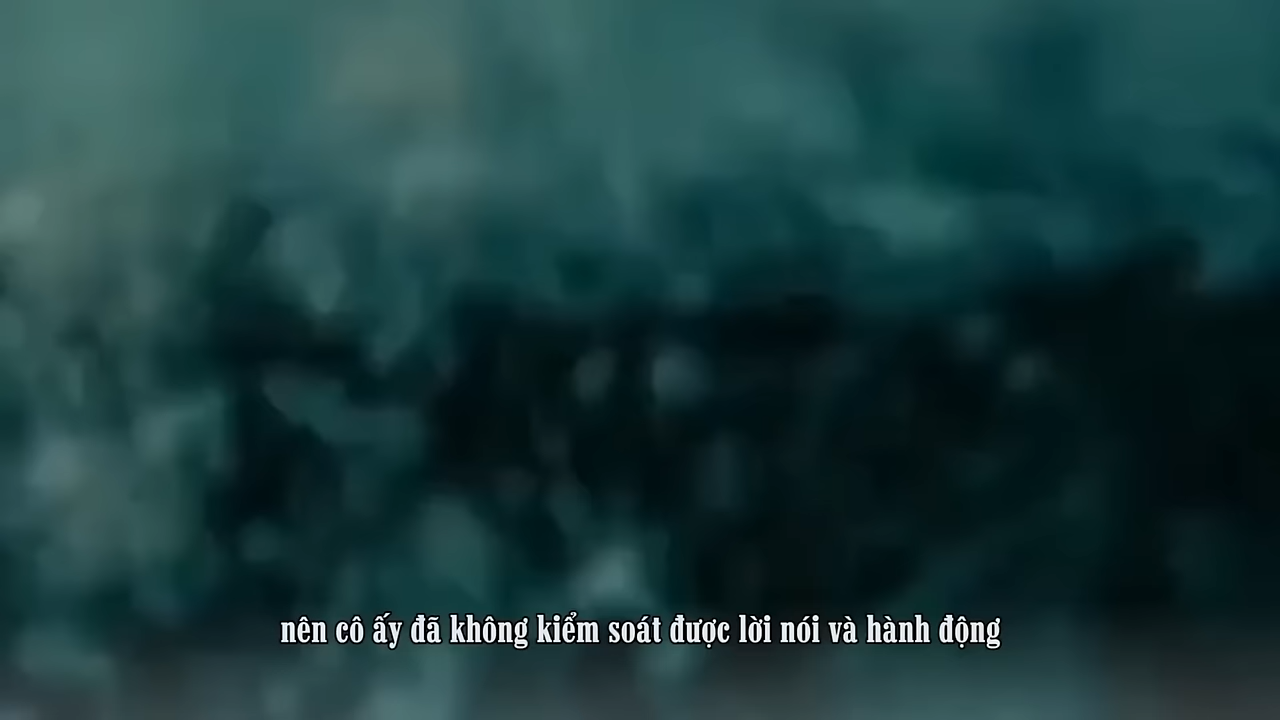 nên cô ấy đã không kiểm soát được lời nói và hành động